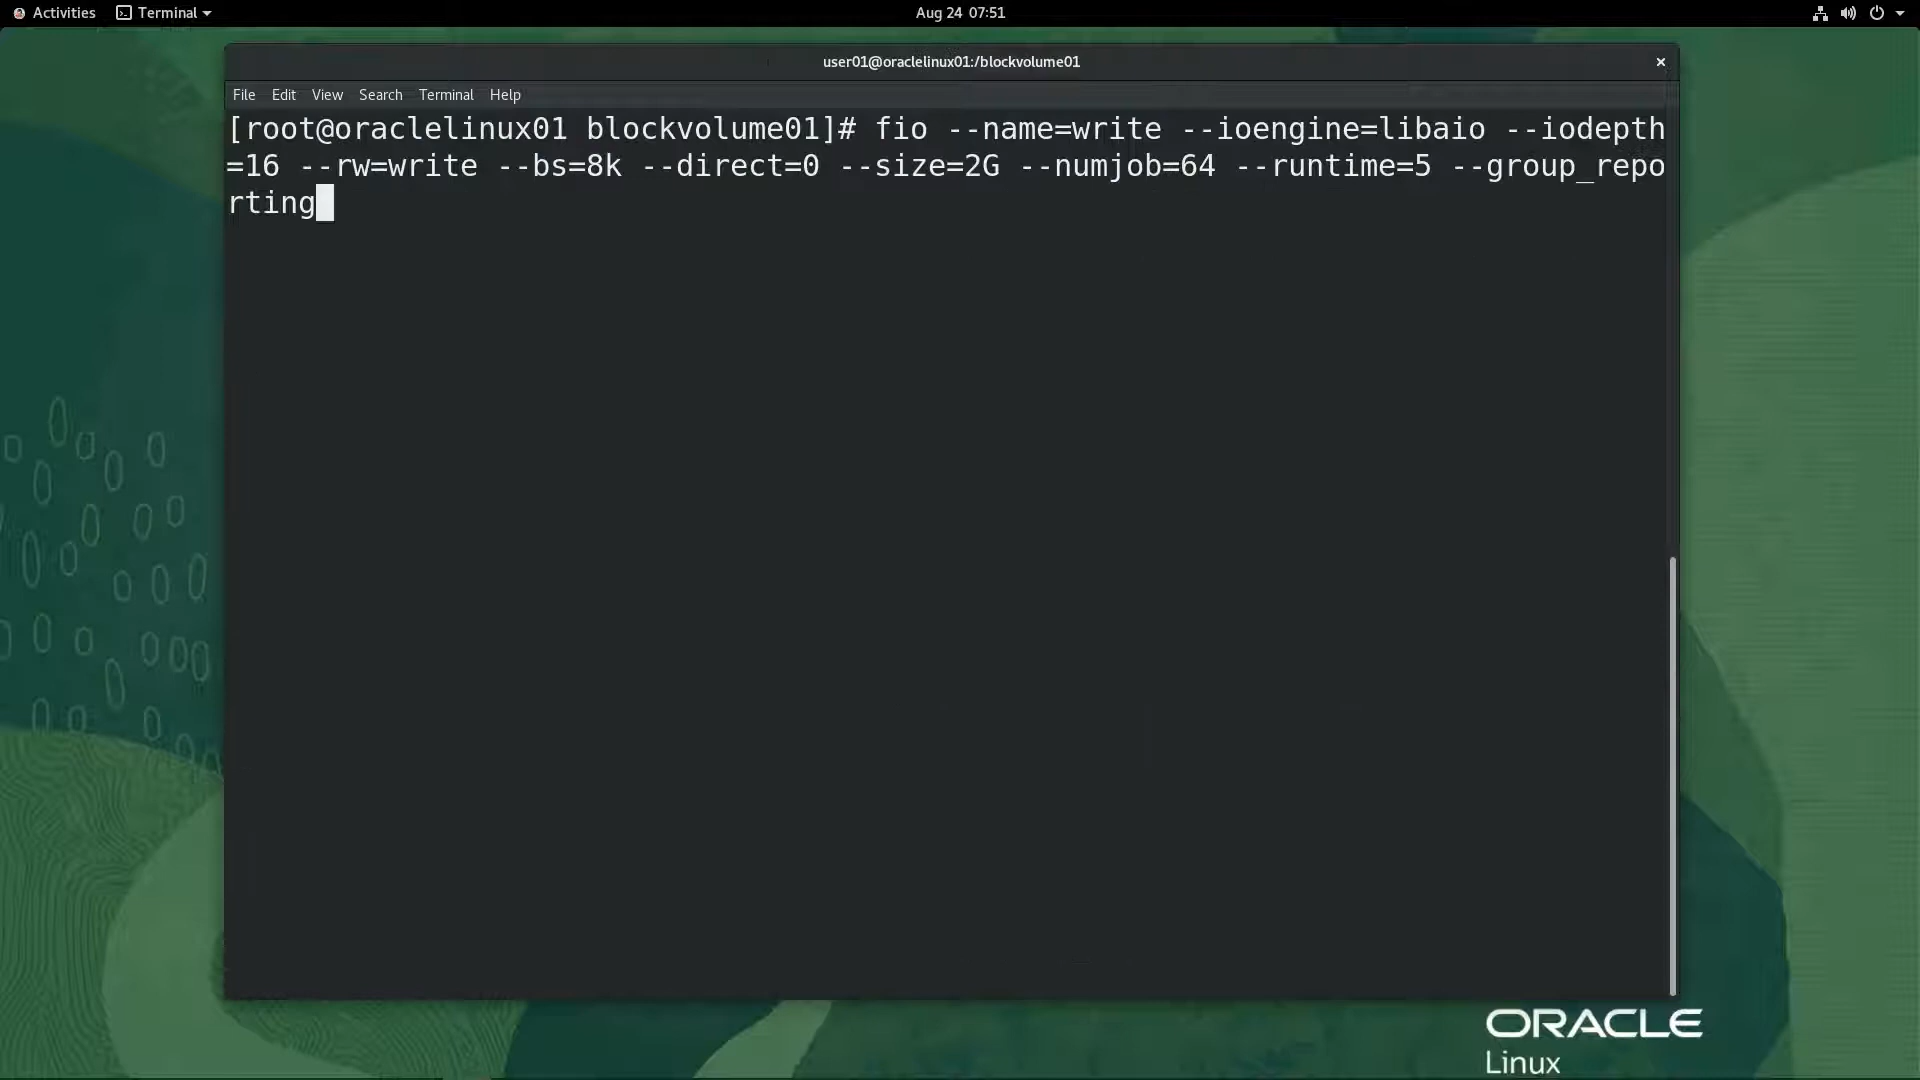 Activities Terminal Aug 24 07:51
user01@oraclelinux01:/blockvolume01 ×
File Edit View Search Terminal Help
[root@oraclelinux01 blockvolume01]# fio --name=write --ioengine=libaio --iodepth
=16 --rw=write --bs=8k --direct=0 --size=2G --numjob=64 --runtime=5 --group_repo
rting
ORACLE
Linux